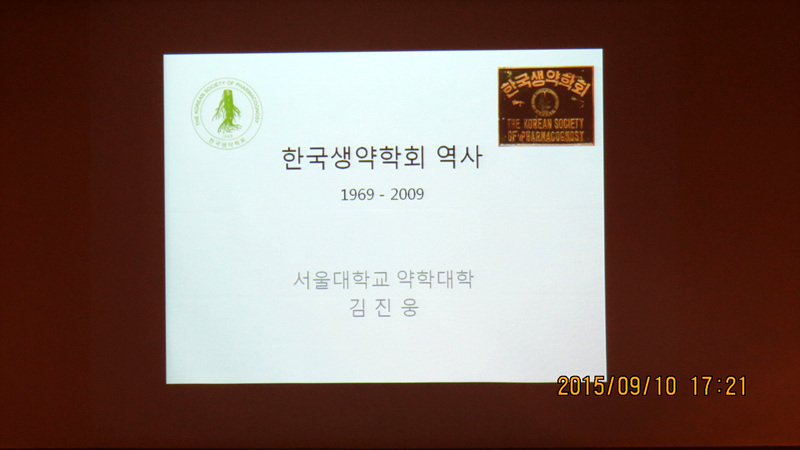 THE KOREAN SOCIETY OF PHARMACOGNOSY
한국생약학회
한국생약학회
THE KOREAN SOCIETY
OF PHARMACOGNOSY
한국생약학회 역사
1969 - 2009
서울대학교 약학대학
김 진 웅
2015/09/10 17:21